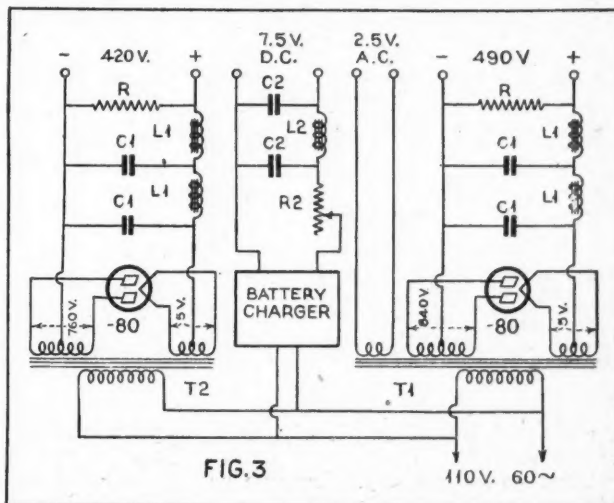 - 420V. +
7.5V. D.C.
2.5V. A.C.
- 490V +
R
L1
C1
L1
C1
C2
L2
C2
R2
R
L1
C1
L1
C1
760V.
-80
5V.
BATTERY CHARGER
840V.
-80
5V.
T2
T1
FIG.3
110V. 60~